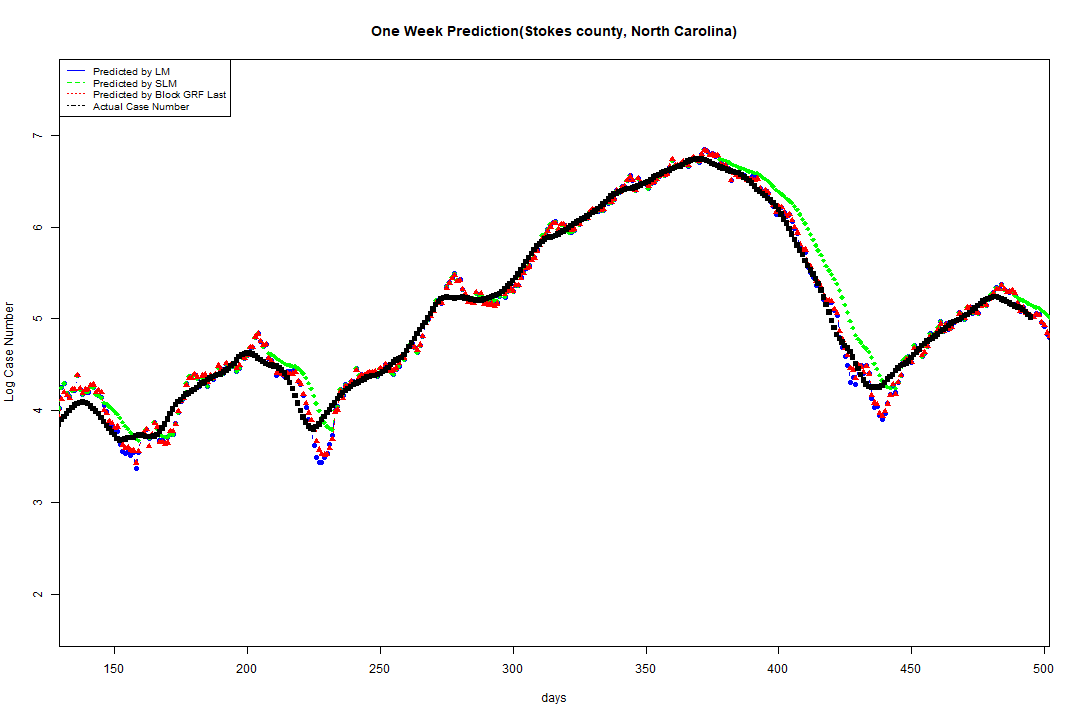 One Week Prediction(Stokes county, North Carolina)
Predicted by LM
Predicted by SLM
Predicted by Block GRF Last
Actual Case Number
7
6
5
4
3
2
Log Case Number
150 200 250 300 350 400 450 500
days